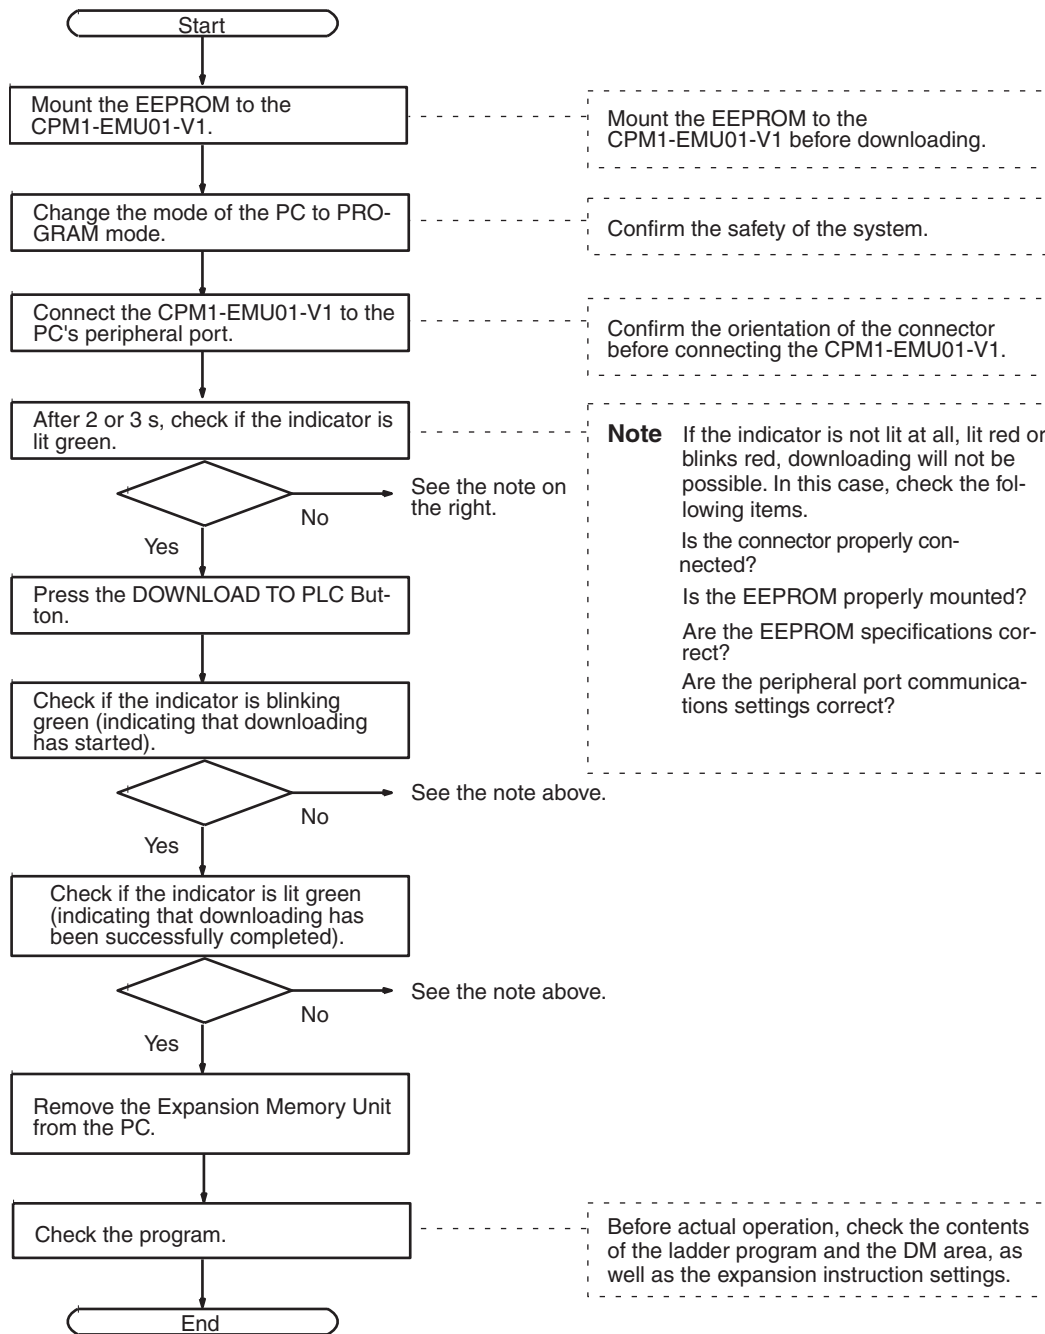 Start
Mount the EEPROM to the
CPM1-EMU01-V1.
Mount the EEPROM to the
CPM1-EMU01-V1 before downloading.
Change the mode of the PC to PRO-
GRAM mode.
Confirm the safety of the system.
Connect the CPM1-EMU01-V1 to the
PC's peripheral port.
Confirm the orientation of the connector
before connecting the CPM1-EMU01-V1.
After 2 or 3 s, check if the indicator is
lit green.
Note If the indicator is not lit at all, lit red or
blinks red, downloading will not be
possible. In this case, check the fol-
lowing items.
Is the connector properly con-
nected?
Is the EEPROM properly mounted?
Are the EEPROM specifications cor-
rect?
Are the peripheral port communica-
tions settings correct?
See the note on
the right.
No
Yes
Press the DOWNLOAD TO PLC But-
ton.
Check if the indicator is blinking
green (indicating that downloading
has started).
See the note above.
No
Yes
Check if the indicator is lit green
(indicating that downloading has
been successfully completed).
See the note above.
No
Yes
Remove the Expansion Memory Unit
from the PC.
Check the program.
Before actual operation, check the contents
of the ladder program and the DM area, as
well as the expansion instruction settings.
End